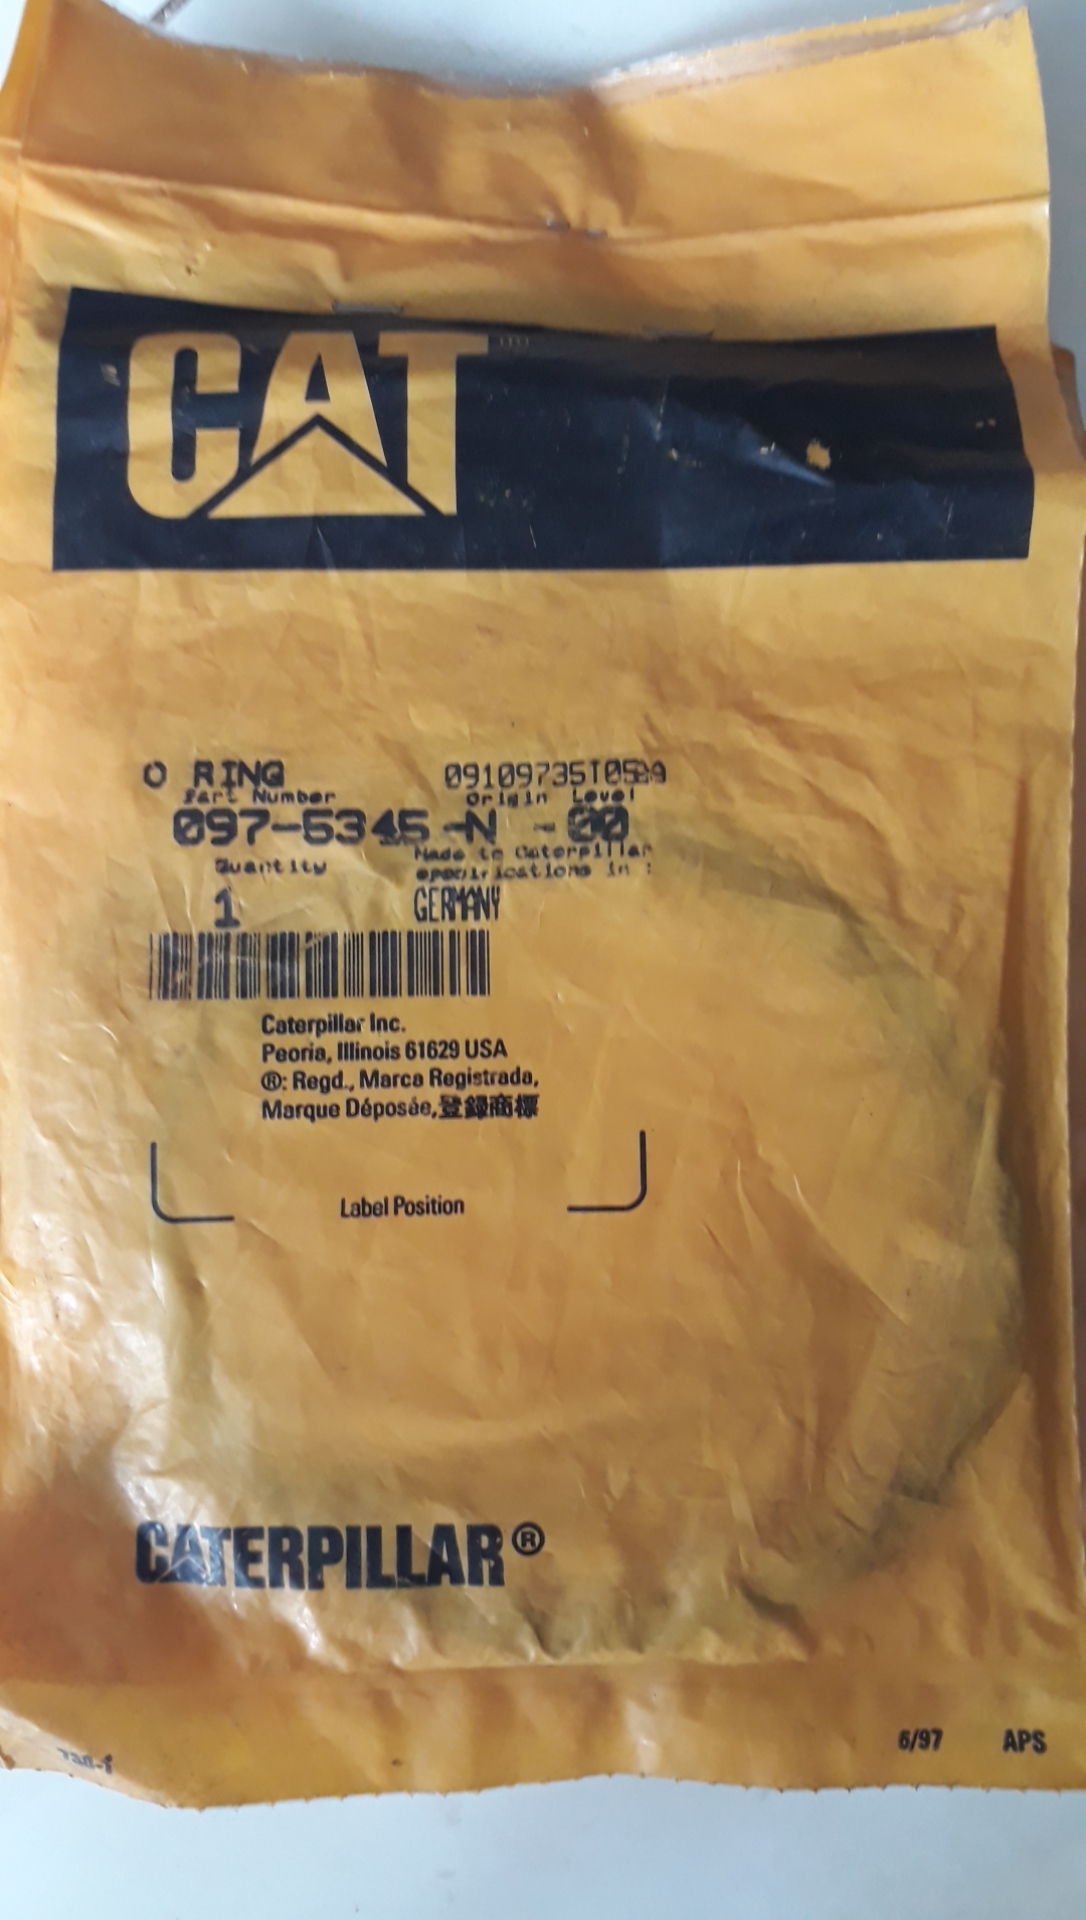 CAT
O RING
Part Number Origin Level
097-5345 -N -00
Quantity Made to Caterpillar
specifications in :
1 GERMANY
Caterpillar Inc.
Peoria, Illinois 61629 USA
®: Regd., Marca Registrada,
Marque Déposée,登録商標
Label Position
CATERPILLAR®
6/97 APS